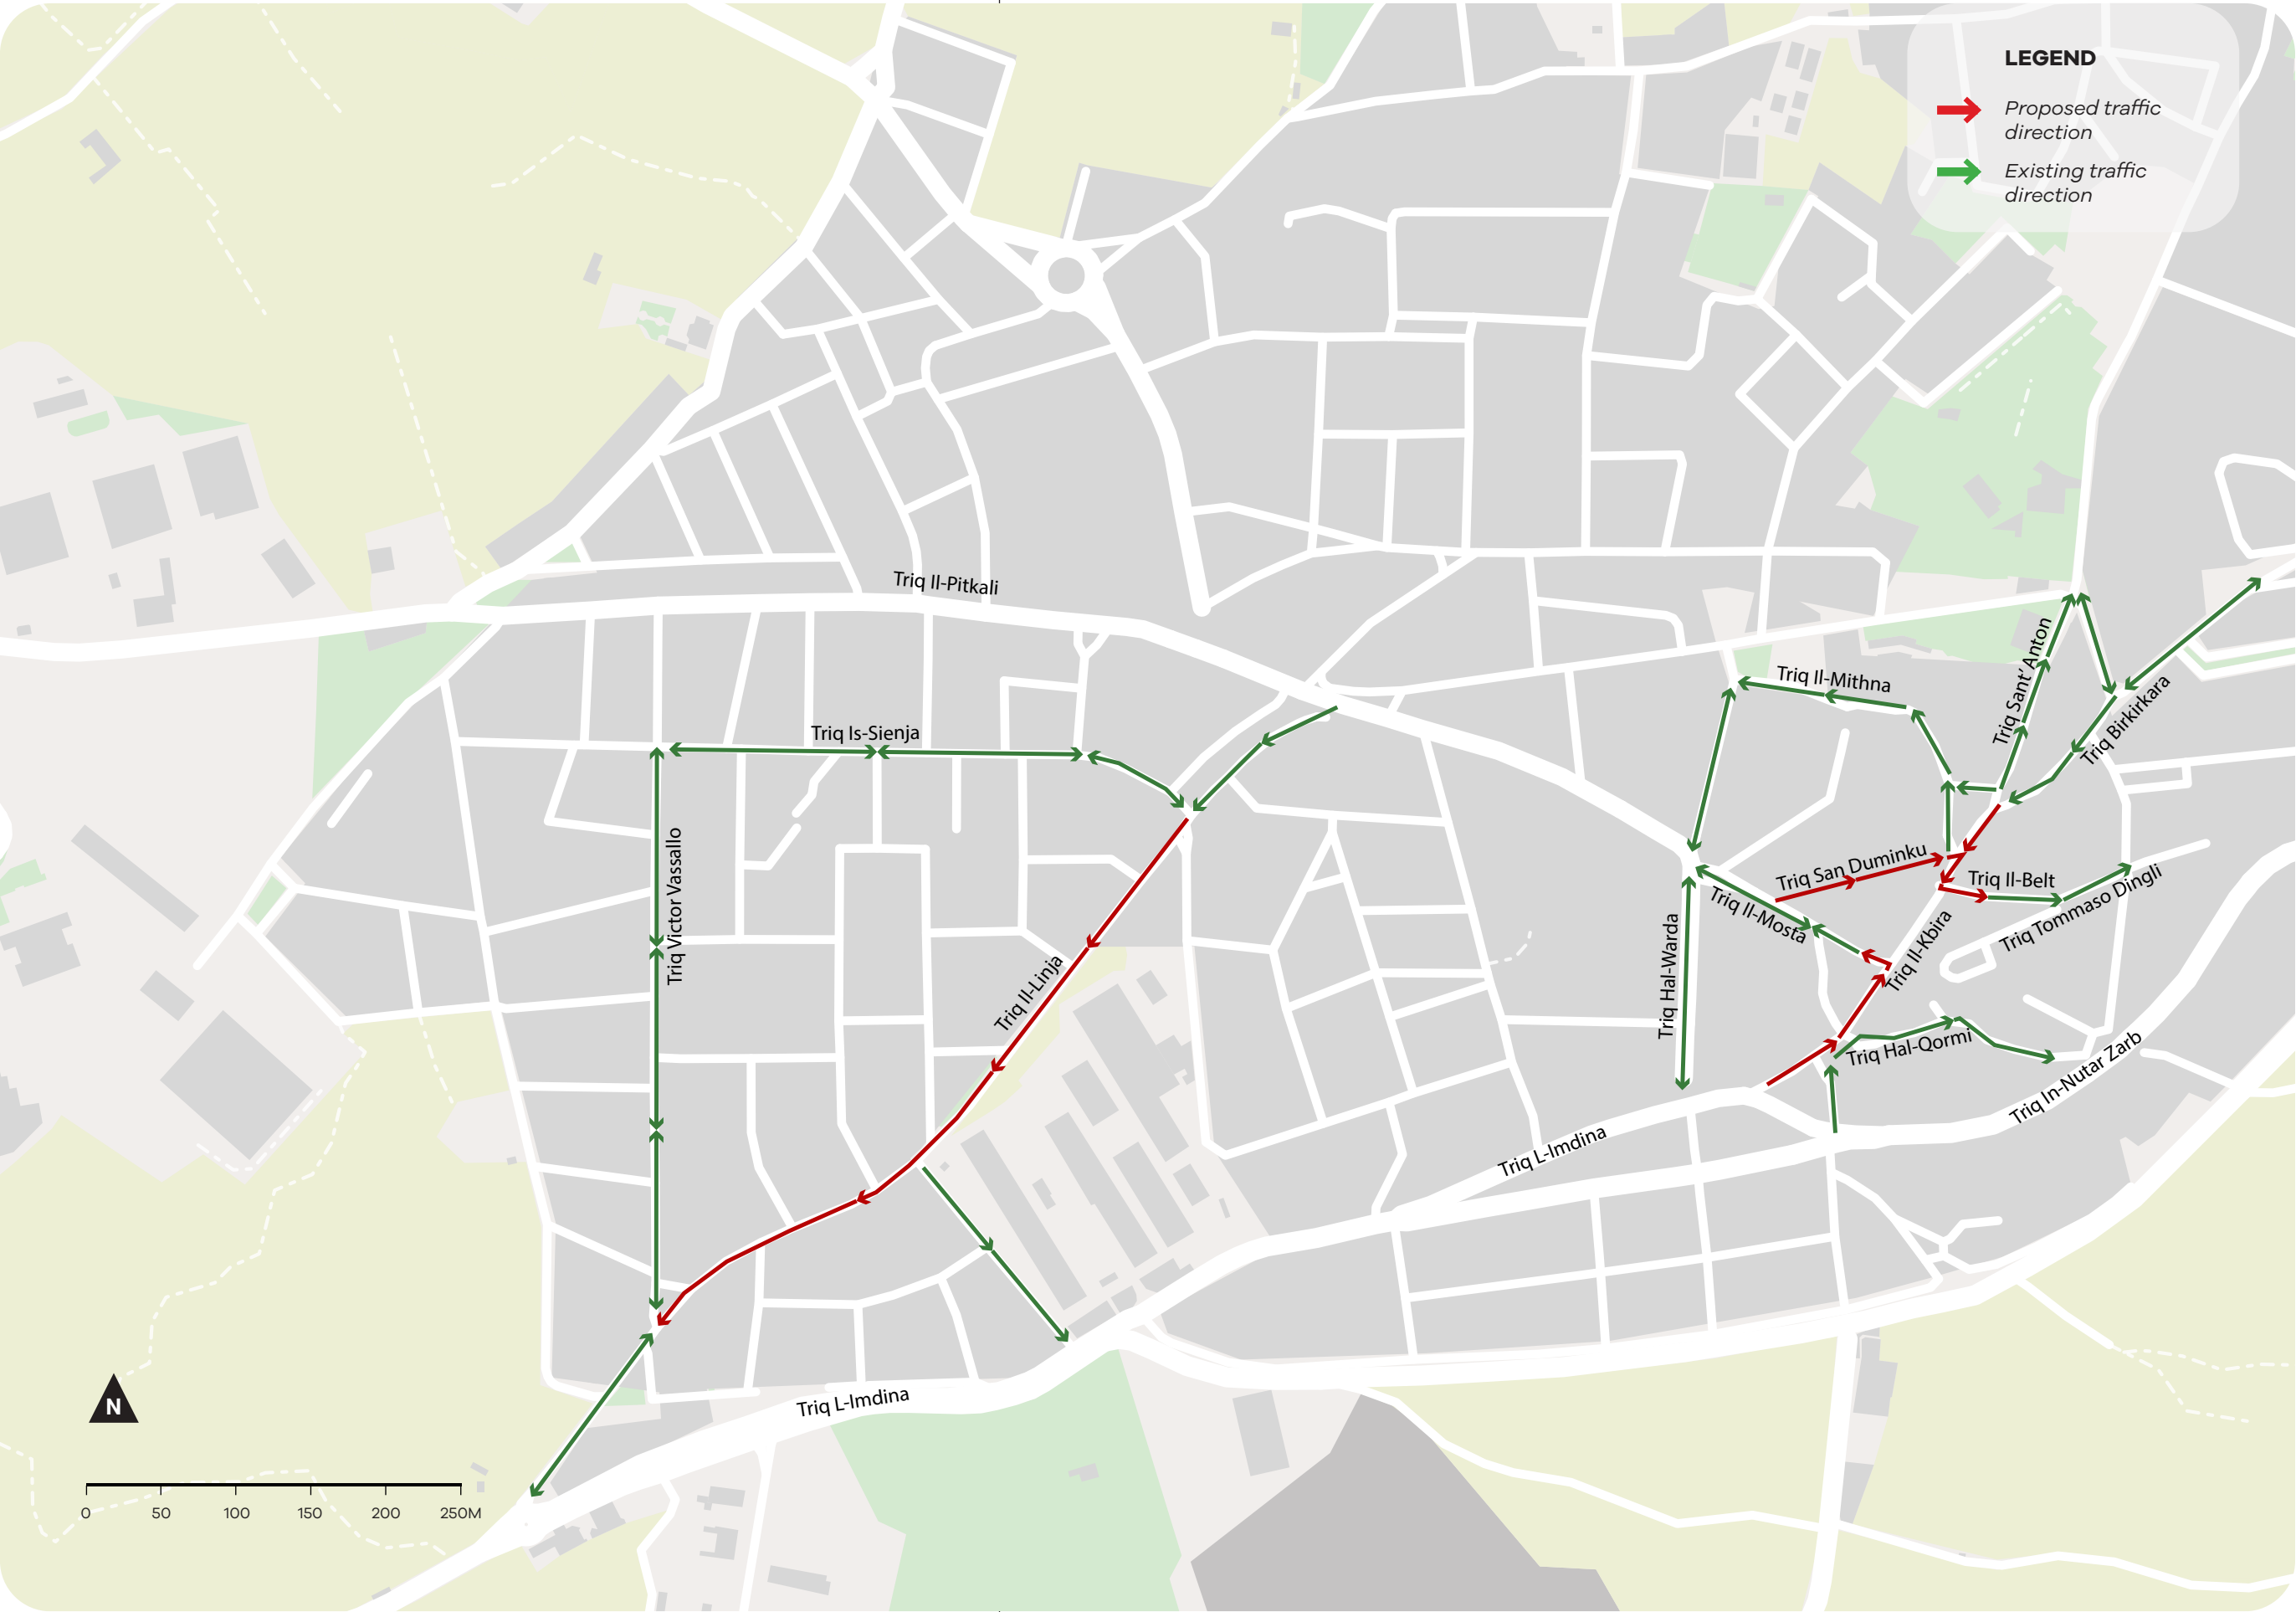 LEGEND
Proposed traffic
direction
Existing traffic
direction
Triq Il-Pitkali
Triq Sant'Anton
Triq Il-Mithna
Triq Birkirkara
Triq Is-Sienja
Triq Victor Vassallo
Triq San Duminku
Triq Il-Belt
Triq Tommaso Dingli
Triq Il-Mosta
Triq Il-Kbira
Triq Hal-Warda
Triq Il-Linja
Triq Hal-Qormi
Triq In-Nutar Zarb
Triq L-Imdina
Triq L-Imdina
N
0 50 100 150 200 250M